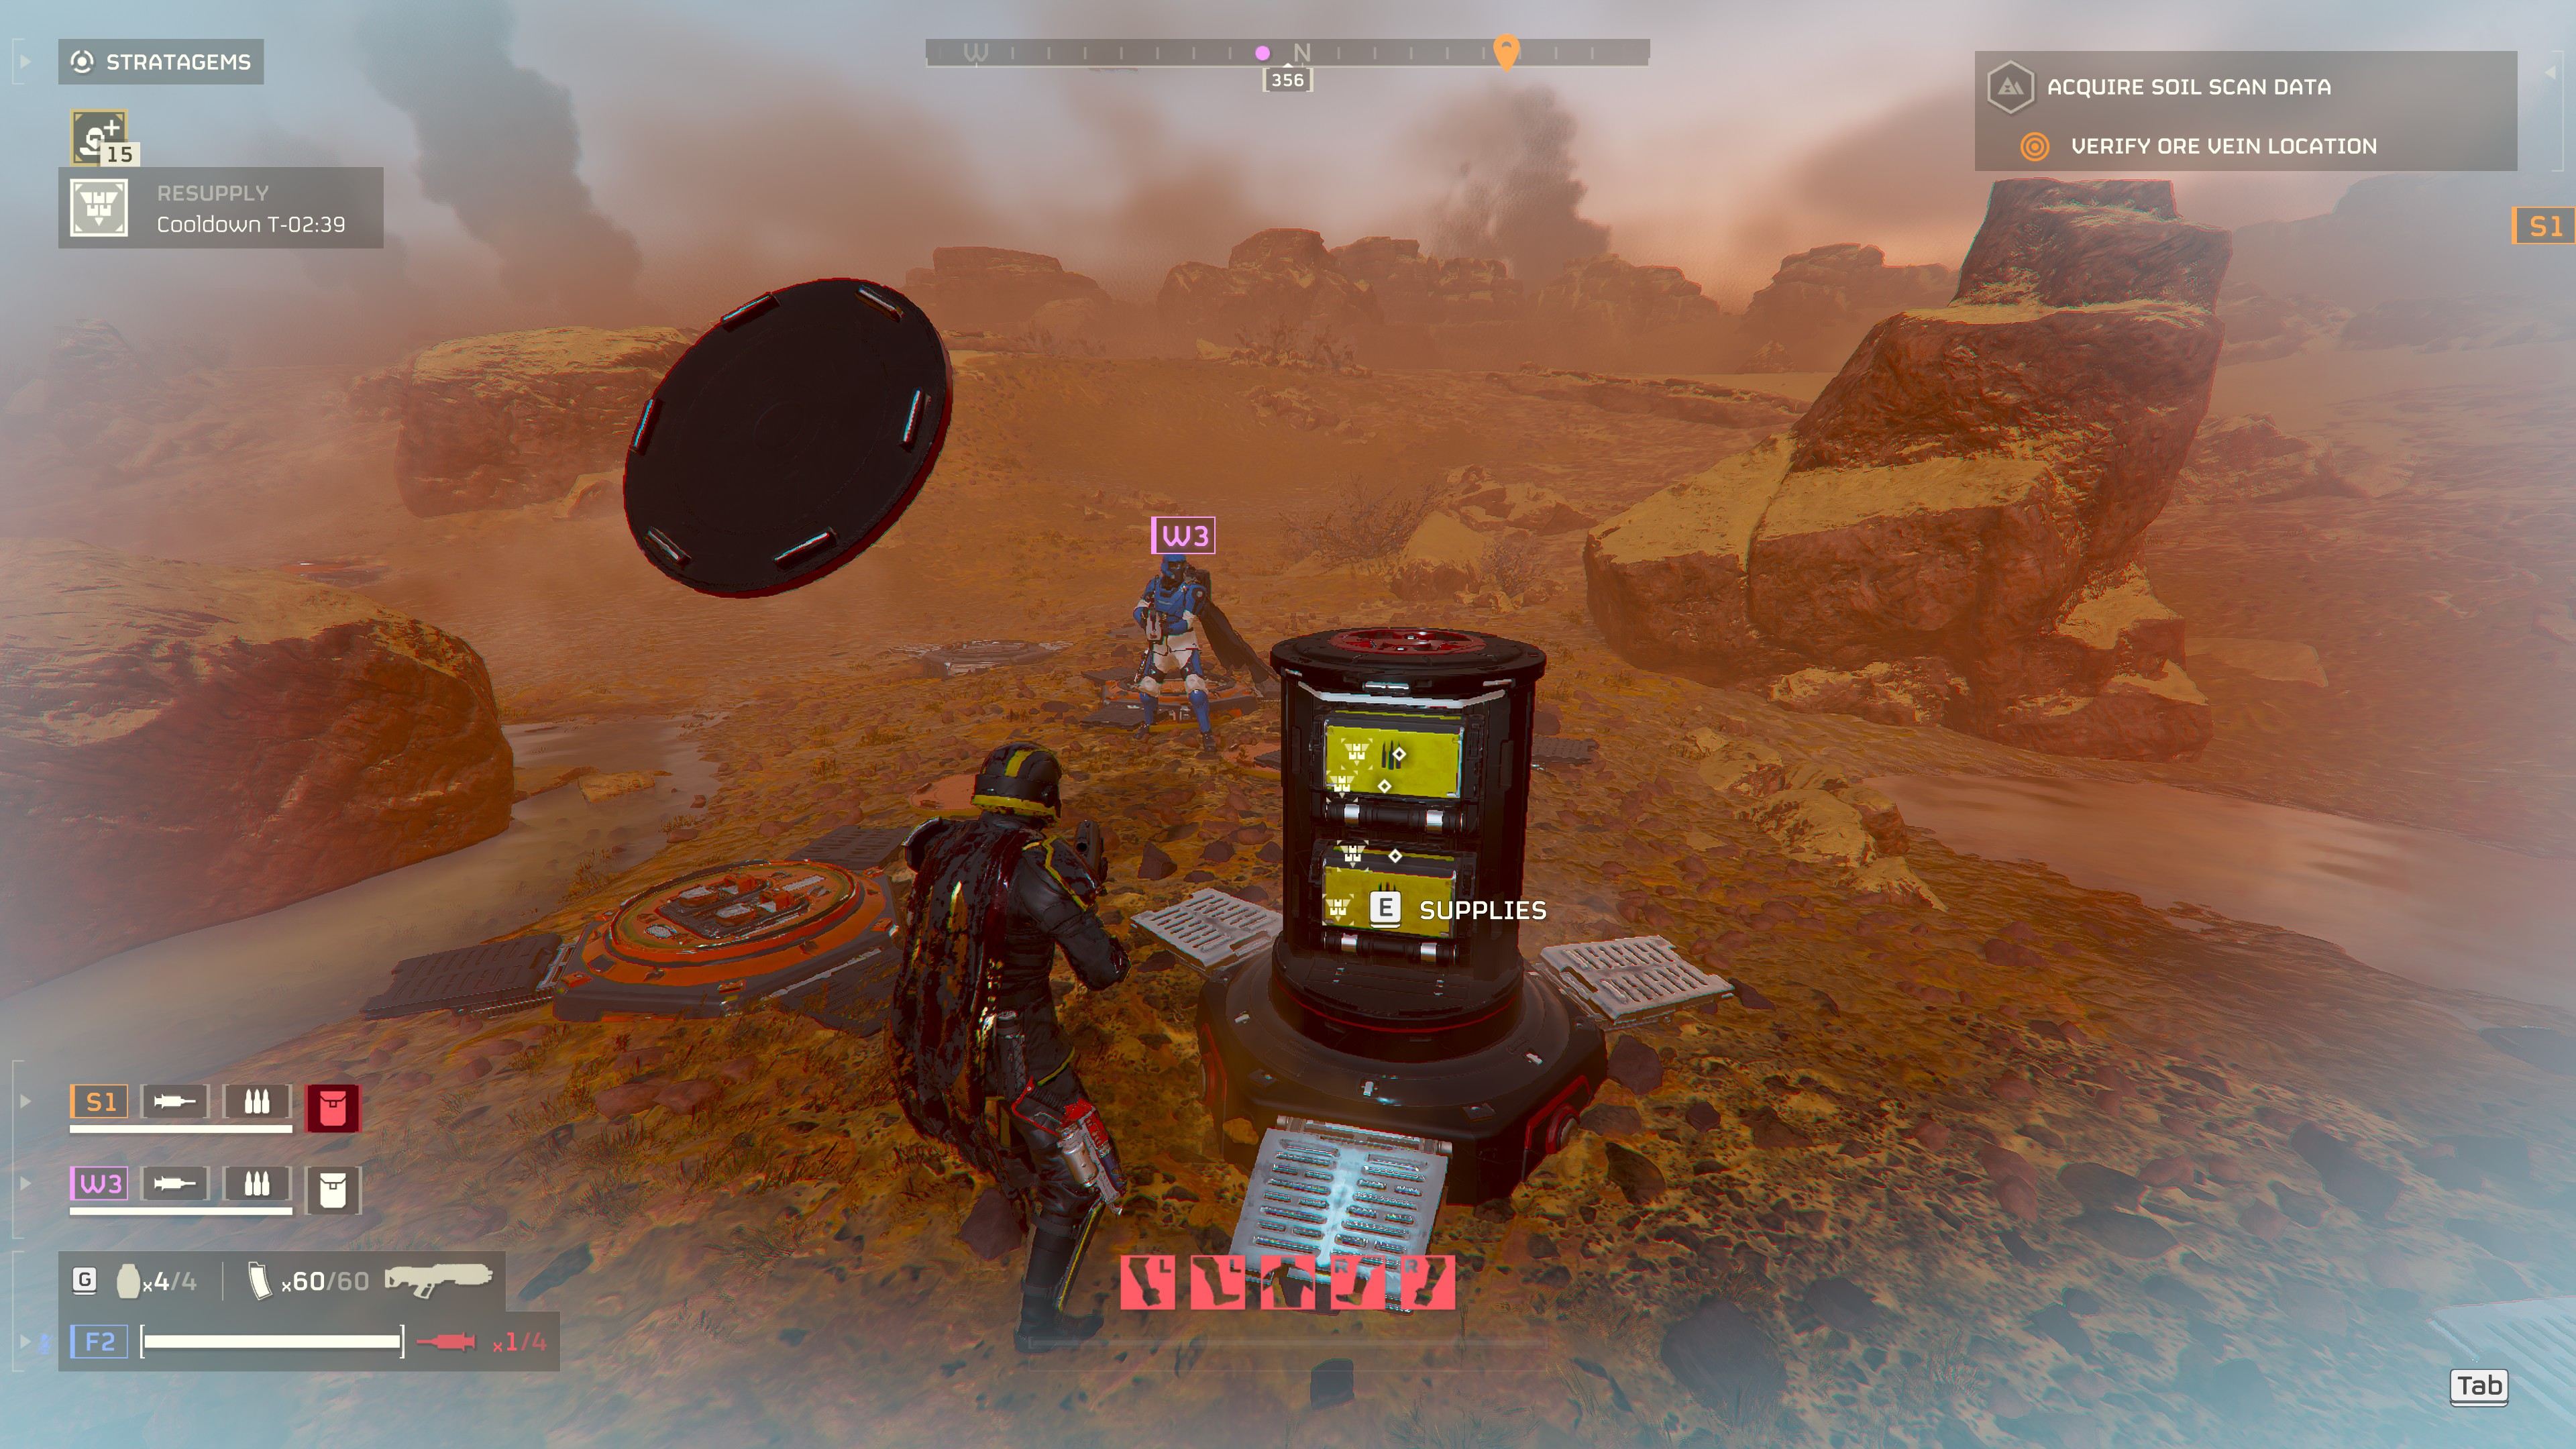 STRATAGEMS
15
RESUPPLY
Cooldown T-02:39
W
N
356
ACQUIRE SOIL SCAN DATA
VERIFY ORE VEIN LOCATION
S1
W3
E SUPPLIES
S1
W3
G x4/4 x60/60
F2 x1/4
L L R R
Tab